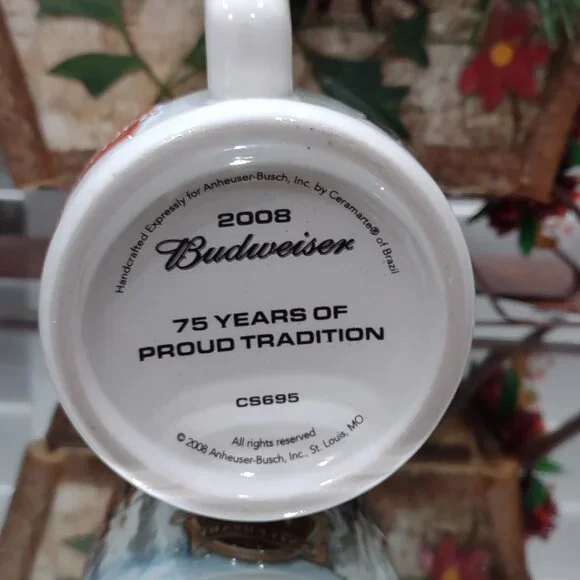 Handcrafted Expressly for Anheuser-Busch, Inc. by Ceramarte® of Brazil
2008
Budweiser
75 YEARS OF
PROUD TRADITION
CS695
All rights reserved
© 2008 Anheuser-Busch, Inc., St. Louis, MO